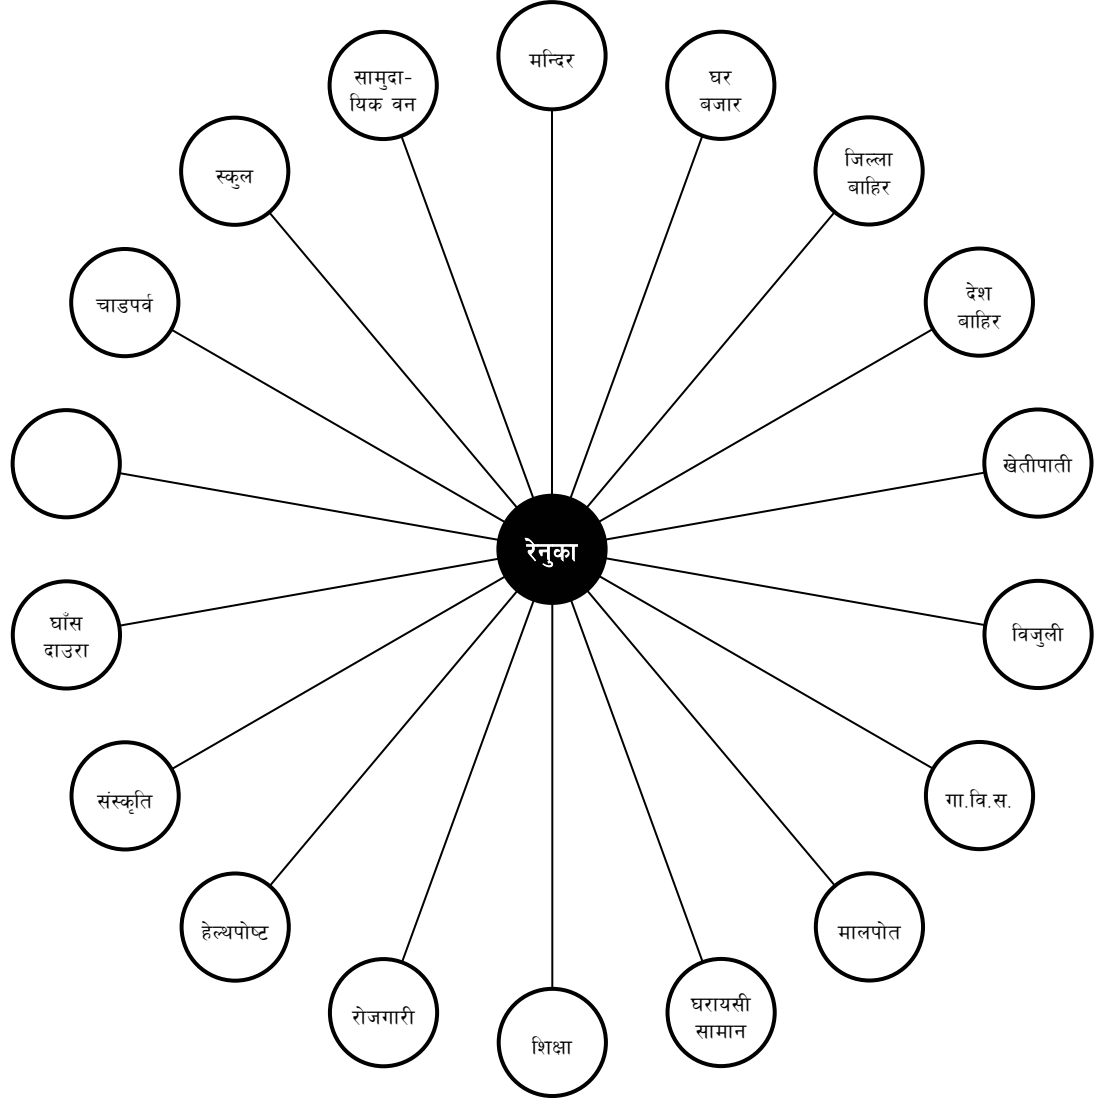 मन्दिर
घर
बजार
जिल्ला
बाहिर
देश
बाहिर
खेतीपाती
विजुली
गा.वि.स.
मालपोत
घरायसी
सामान
शिक्षा
रोजगारी
हेल्थपोष्ट
संस्कृति
घाँस
दाउरा
चाडपर्व
स्कुल
सामुदा-
यिक वन
रेनुका